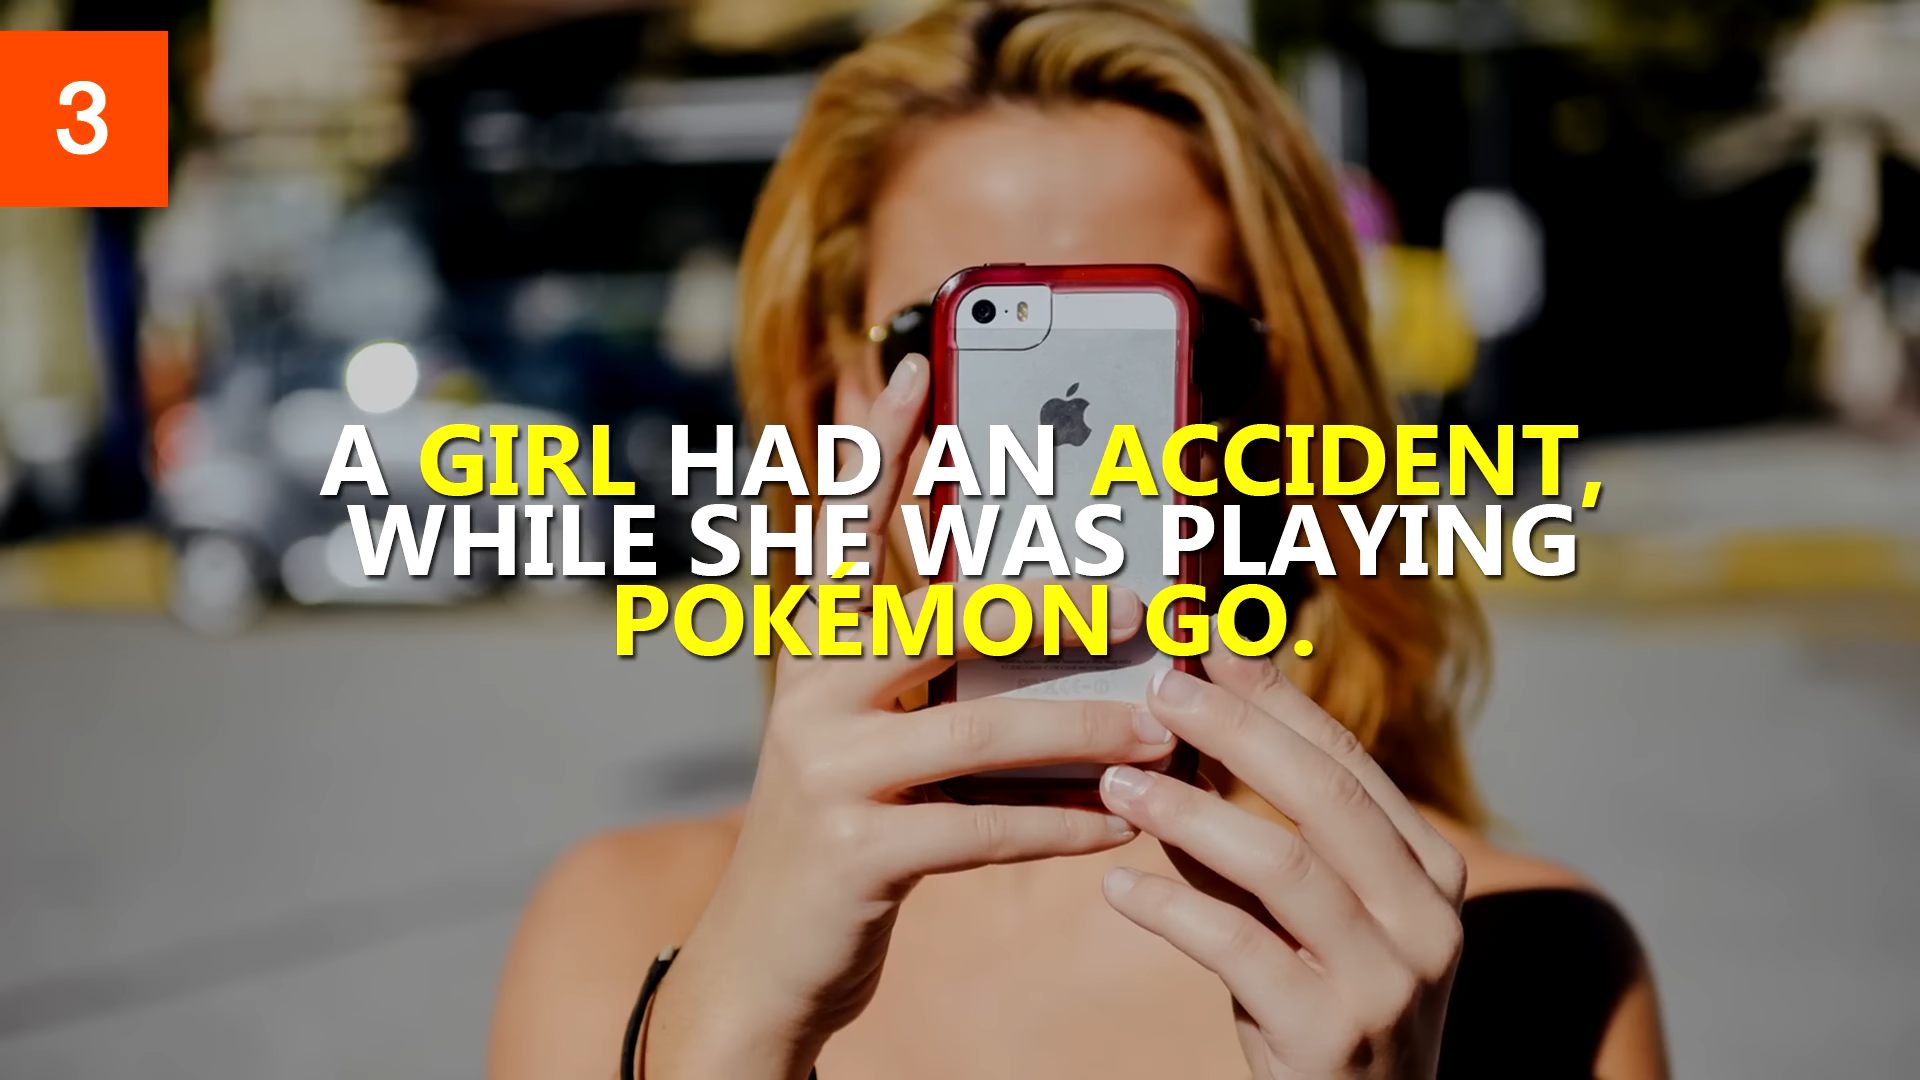 3
A GIRL HAD AN ACCIDENT,
WHILE SHE WAS PLAYING
POKÉMON GO.